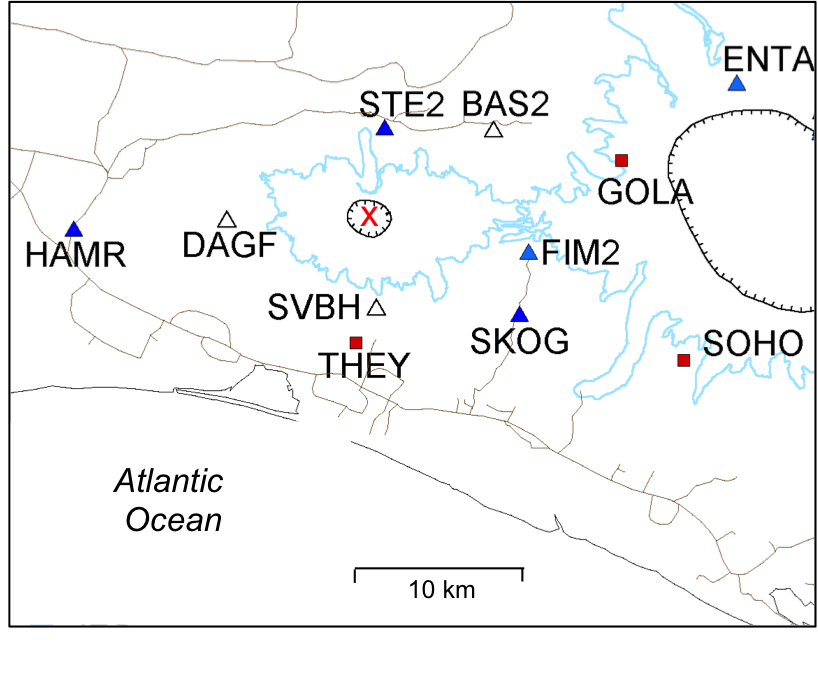 ENTA
STE2 BAS2
GOLA
X
HAMR
DAGF
FIM2
SVBH
SKOG
SOHO
THEY
Atlantic
Ocean
10 km